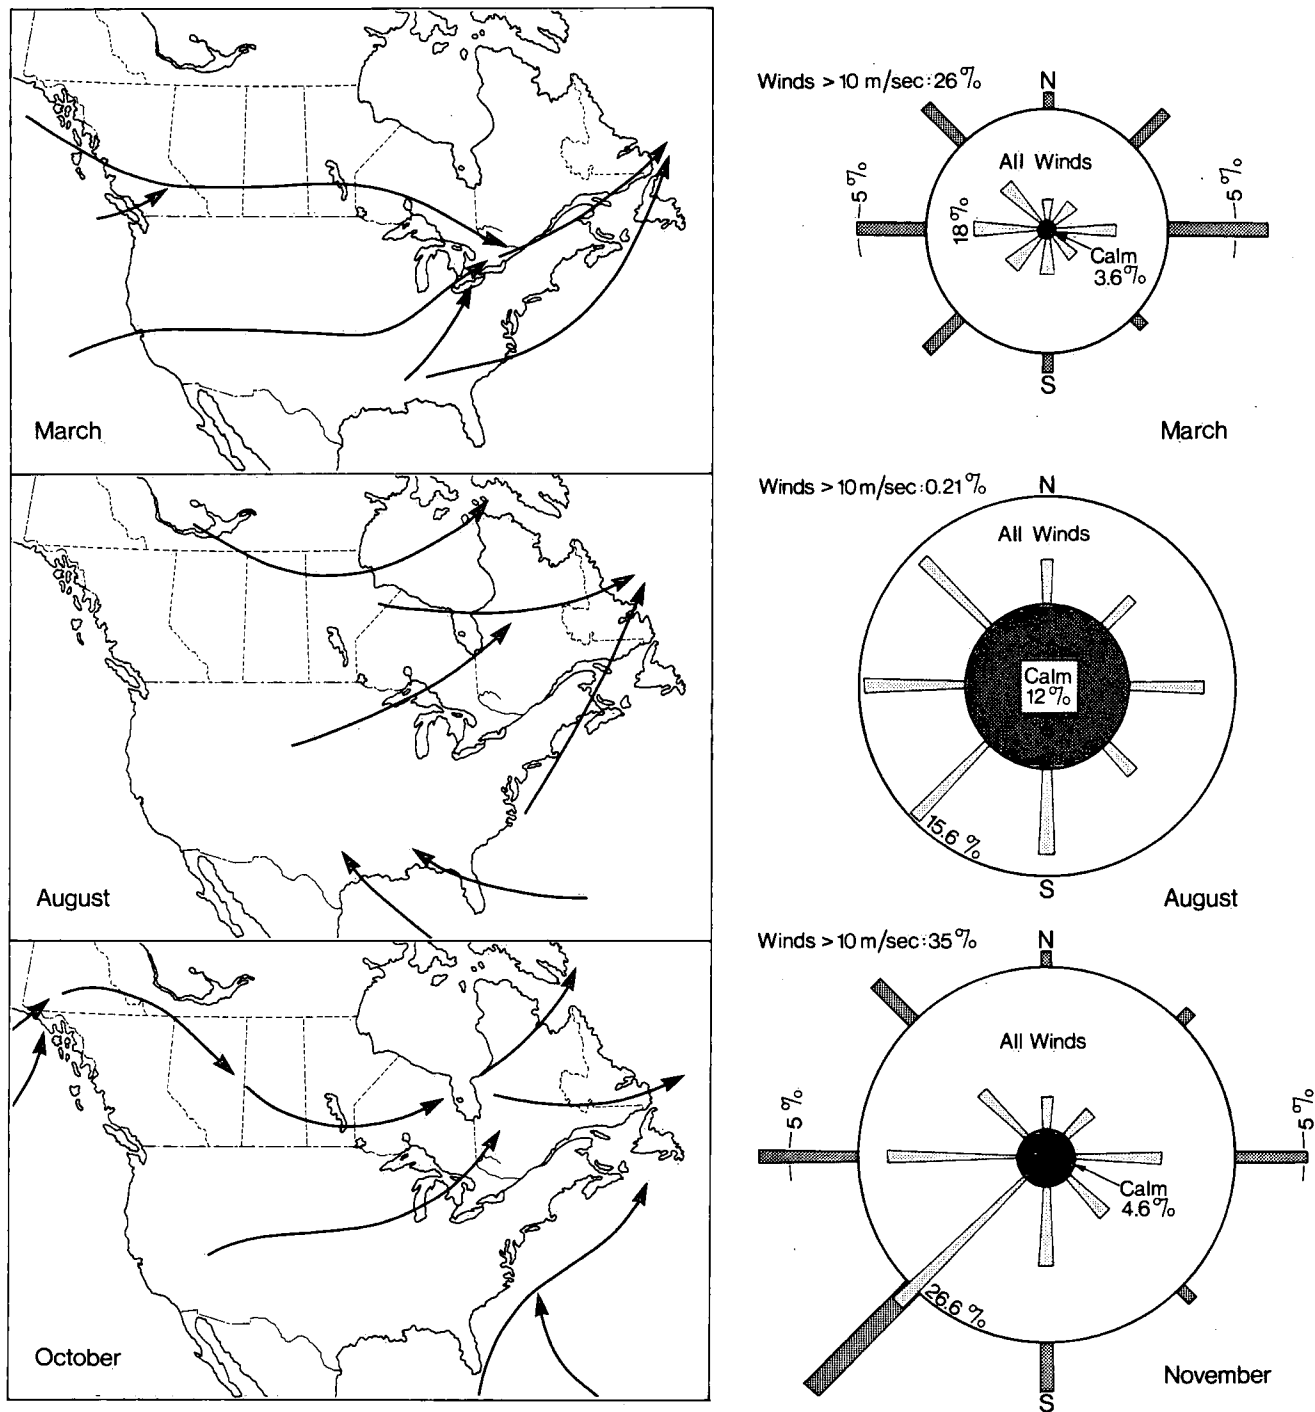 March
August
October
Winds > 10 m/sec:26%
N
All Winds
5%
18%
5%
Calm
3.6%
S
March
Winds > 10 m/sec:0.21%
N
All Winds
Calm
12%
15.6 %
S
August
Winds > 10 m/sec:35%
N
All Winds
5%
5%
Calm
4.6%
26.6 %
S
November